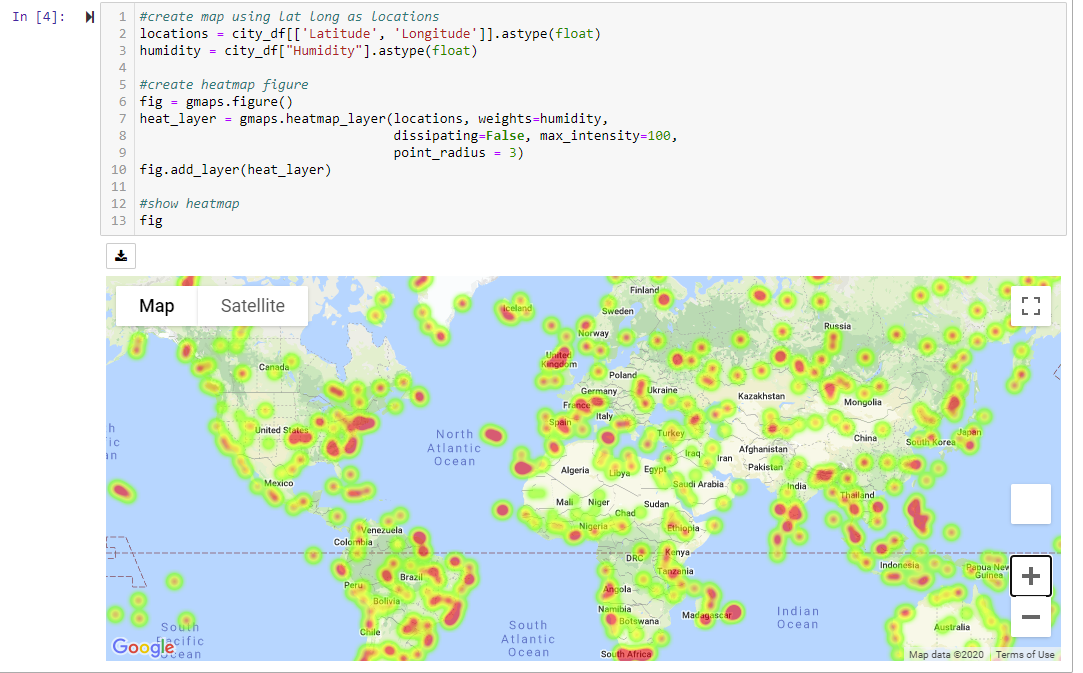 In [4]:
1 #create map using lat long as locations
2 locations = city_df[['Latitude', 'Longitude']].astype(float)
3 humidity = city_df["Humidity"].astype(float)
4
5 #create heatmap figure
6 fig = gmaps.figure()
7 heat_layer = gmaps.heatmap_layer(locations, weights=humidity,
8 dissipating=False, max_intensity=100,
9 point_radius = 3)
10 fig.add_layer(heat_layer)
11
12 #show heatmap
13 fig
Map Satellite
Finland
Iceland
Sweden
Russia
Norway
United
Kingdom
Canada
Poland
Germany
Ukraine
Kazakhstan
Mongolia
France
Italy
Spain
United States
North
Atlantic
Ocean
Turkey
China
South Korea
Japan
Iraq
Iran
Afghanistan
Pakistan
Algeria
Libya
Egypt
Mexico
Saudi Arabia
India
Thailand
Mali
Niger
Sudan
Chad
Nigeria
Ethiopia
Venezuela
Colombia
DRC
Kenya
Indonesia
Papua New
Guinea
Tanzania
Brazil
Peru
Angola
Bolivia
Namibia
Botswana
Madagascar
Indian
Ocean
South
Pacific
Ocean
South
Atlantic
Ocean
Chile
Australia
South Africa
Google
Map data ©2020 Terms of Use